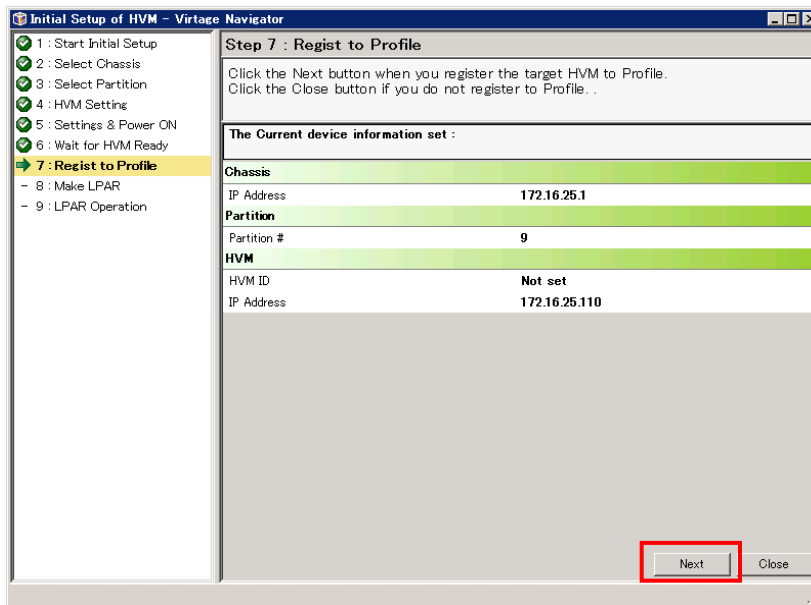 Initial Setup of HVM - Virtage Navigator
1 : Start Initial Setup
2 : Select Chassis
3 : Select Partition
4 : HVM Setting
5 : Settings & Power ON
6 : Wait for HVM Ready
7 : Regist to Profile
- 8 : Make LPAR
- 9 : LPAR Operation
Step 7 : Regist to Profile
Click the Next button when you register the target HVM to Profile.
Click the Close button if you do not register to Profile. .
The Current device information set :
Chassis
IP Address 172.16.25.1
Partition
Partition # 9
HVM
HVM ID Not set
IP Address 172.16.25.110
Next Close